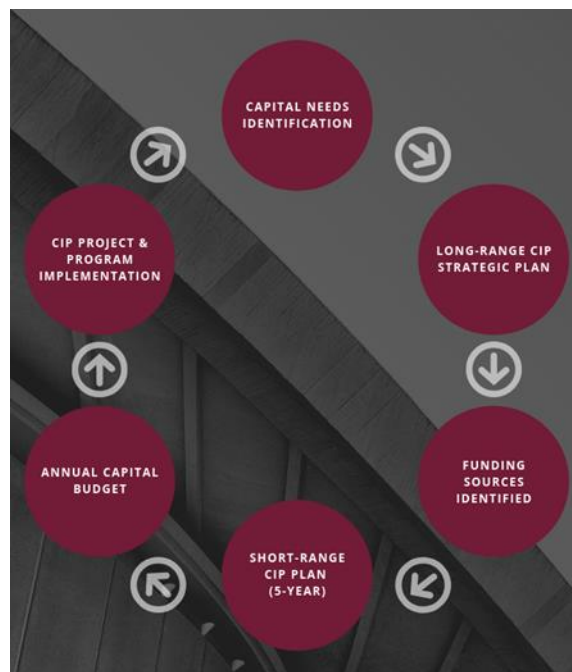 CAPITAL NEEDS
IDENTIFICATION
LONG-RANGE CIP
STRATEGIC PLAN
FUNDING
SOURCES
IDENTIFIED
SHORT-RANGE
CIP PLAN
(5-YEAR)
ANNUAL CAPITAL
BUDGET
CIP PROJECT &
PROGRAM
IMPLEMENTATION